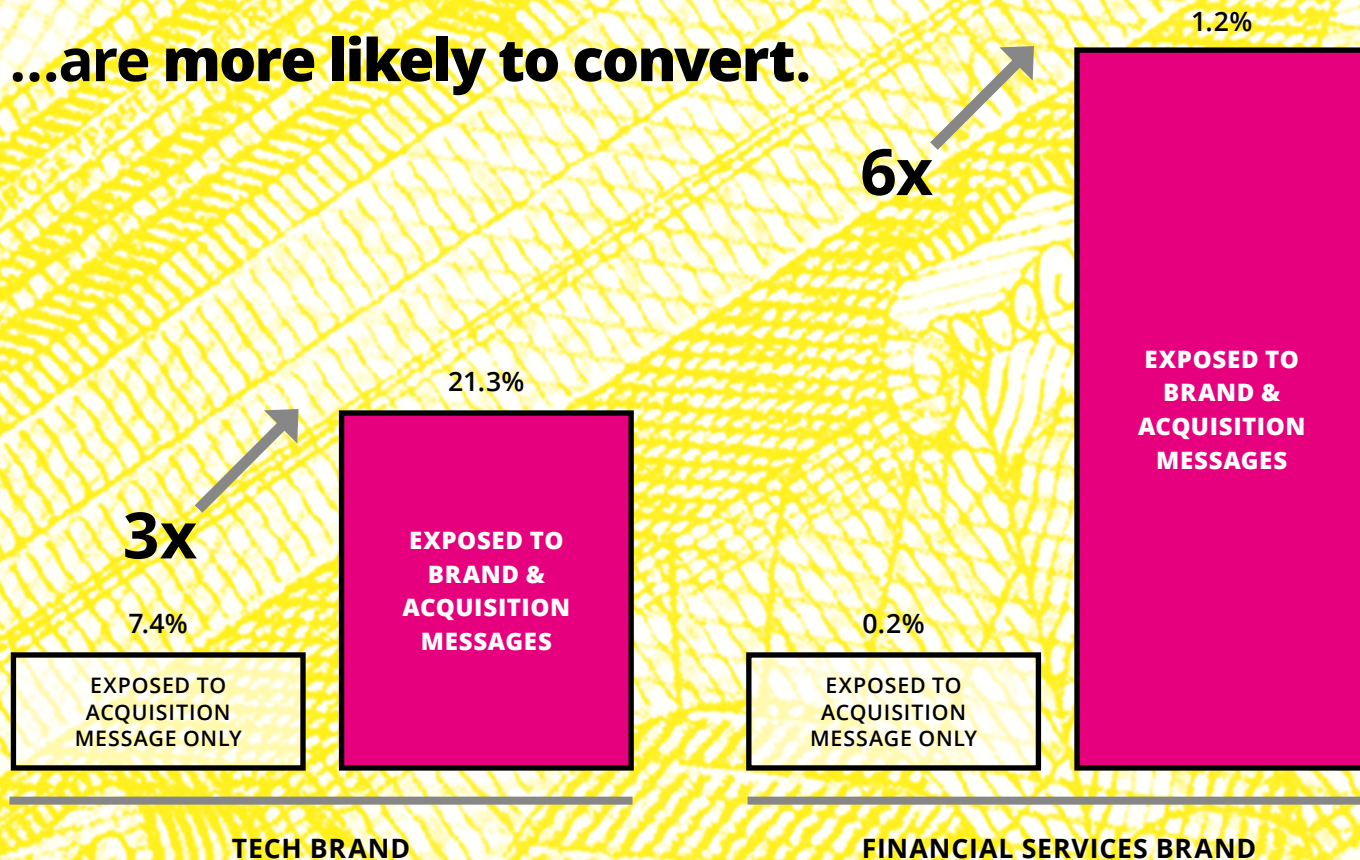 ...are more likely to convert.
1.2%
6x
EXPOSED TO
BRAND &
ACQUISITION
MESSAGES
21.3%
3x
EXPOSED TO
BRAND &
ACQUISITION
MESSAGES
7.4%
EXPOSED TO
ACQUISITION
MESSAGE ONLY
0.2%
EXPOSED TO
ACQUISITION
MESSAGE ONLY
TECH BRAND
FINANCIAL SERVICES BRAND